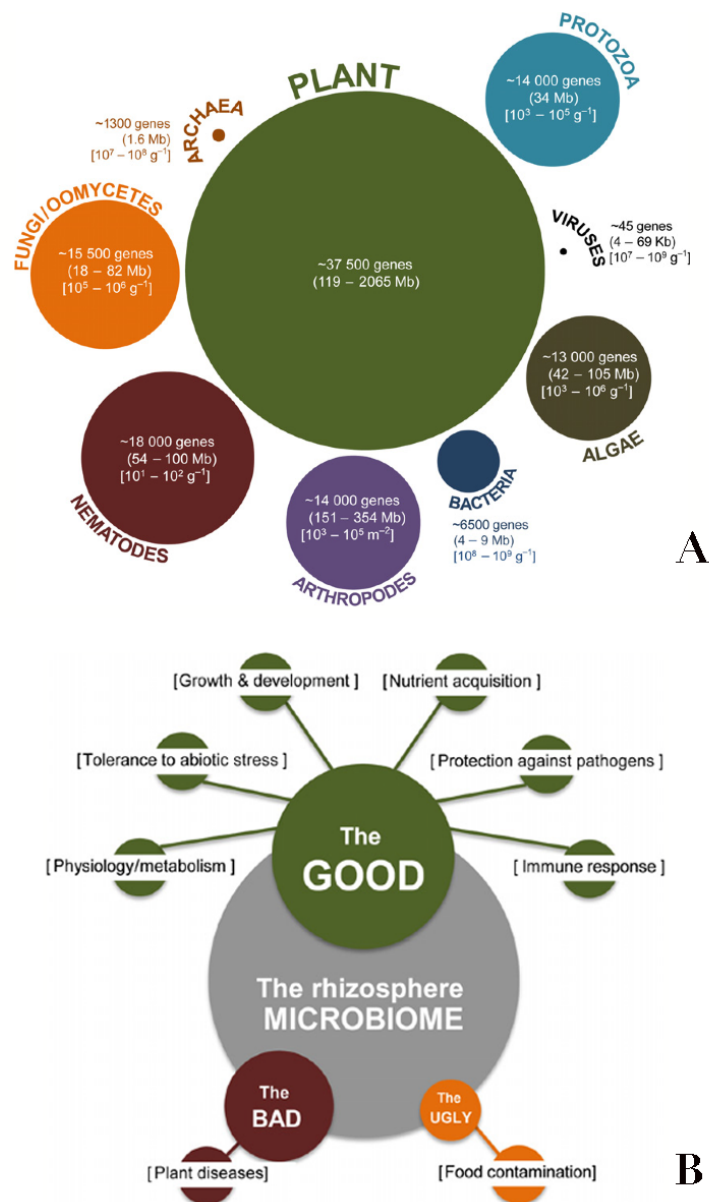 PROTOZOA
~14 000 genes
(34 Mb)
[10³ – 10⁵ g⁻¹]
PLANT
~37 500 genes
(119 – 2065 Mb)
ARCHAEA
~1300 genes
(1.6 Mb)
[10⁷ – 10⁸ g⁻¹]
FUNGI/OOMYCETES
~15 500 genes
(18 – 82 Mb)
[10⁵ – 10⁶ g⁻¹]
VIRUSES
~45 genes
(4 – 69 Kb)
[10⁷ – 10⁹ g⁻¹]
~13 000 genes
(42 – 105 Mb)
[10³ – 10⁶ g⁻¹]
ALGAE
~18 000 genes
(54 – 100 Mb)
[10¹ – 10² g⁻¹]
NEMATODES
~14 000 genes
(151 – 354 Mb)
[10³ – 10⁵ m⁻²]
ARTHROPODES
BACTERIA
~6500 genes
(4 – 9 Mb)
[10⁸ – 10⁹ g⁻¹]
A
[Growth & development]
[Nutrient acquisition]
[Tolerance to abiotic stress]
[Protection against pathogens]
[Physiology/metabolism]
[Immune response]
The
GOOD
The rhizosphere
MICROBIOME
The
BAD
The
UGLY
[Plant diseases]
[Food contamination]
B